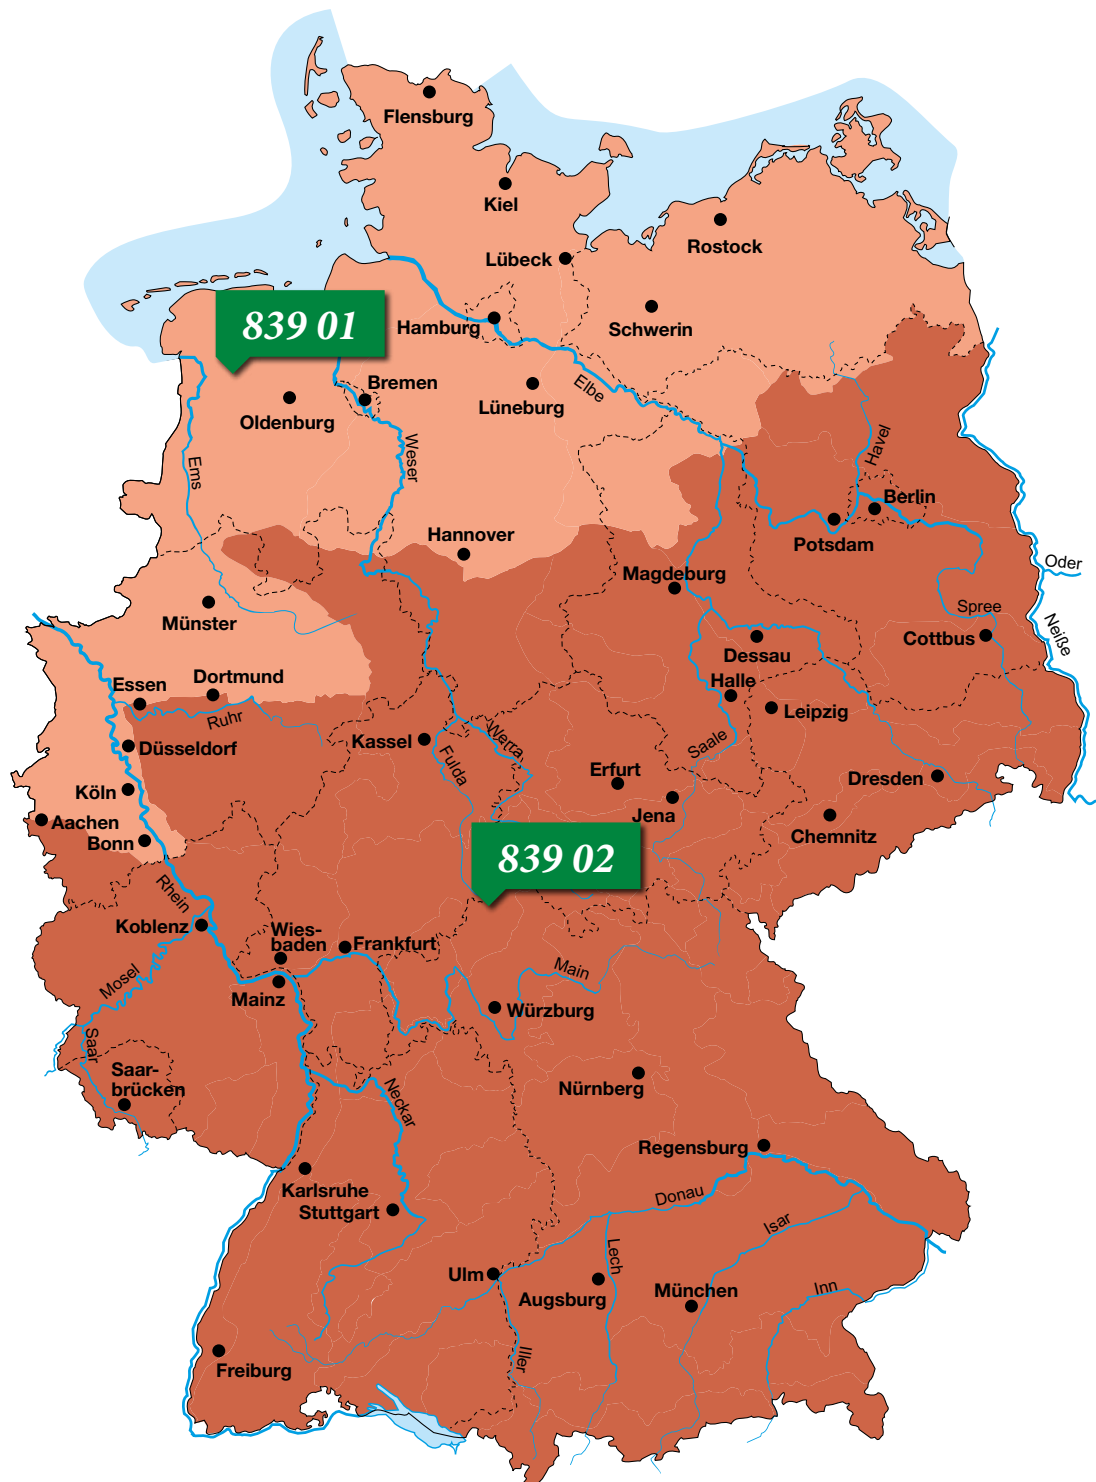 Flensburg
Kiel
Rostock
Lübeck
Schwerin
839 01
Hamburg
Bremen
Elbe
Lüneburg
Oldenburg
Weser
Havel
Ems
Berlin
Hannover
Potsdam
Oder
Magdeburg
Spree
Münster
Neiße
Cottbus
Dessau
Dortmund
Halle
Essen
Leipzig
Ruhr
Werra
Saale
Düsseldorf
Kassel
Fulda
Erfurt
Dresden
Köln
Jena
Aachen
Chemnitz
Bonn
839 02
Rhein
Koblenz
Wies-
baden
Frankfurt
Main
Mosel
Mainz
Würzburg
Saar
Saar-
brücken
Nürnberg
Neckar
Regensburg
Karlsruhe
Donau
Stuttgart
Isar
Lech
Ulm
Augsburg
München
Inn
Iller
Freiburg